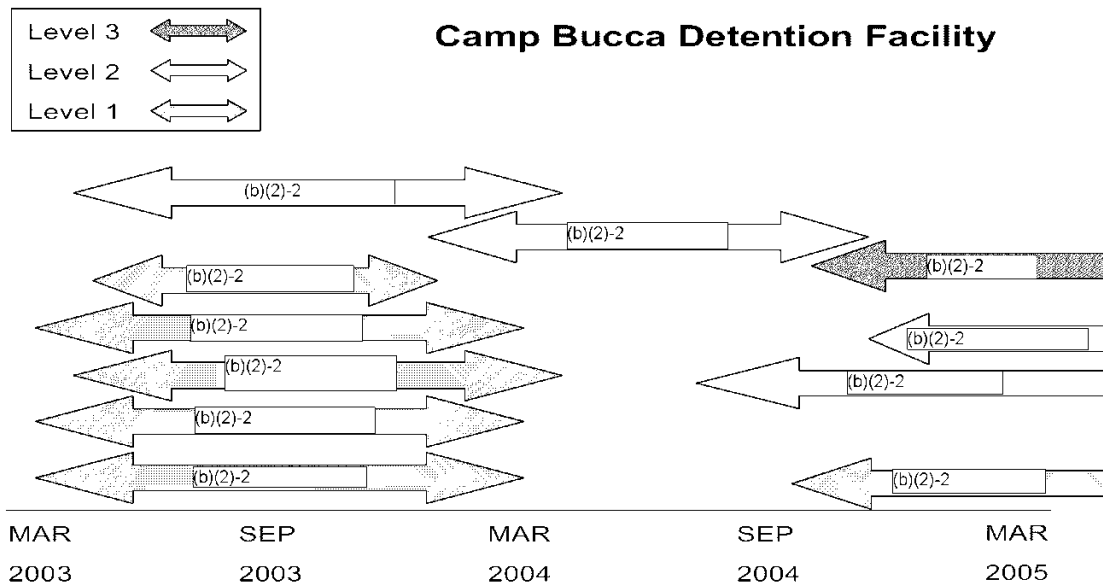 Level 3
Camp Bucca Detention Facility
Level 2
Level 1
(b)(2)-2
(b)(2)-2
(b)(2)-2
(b)(2)-2
(b)(2)-2
(b)(2)-2
(b)(2)-2
(b)(2)-2
(b)(2)-2
(b)(2)-2
(b)(2)-2
MAR SEP MAR SEP MAR
2003 2003 2004 2004 2005